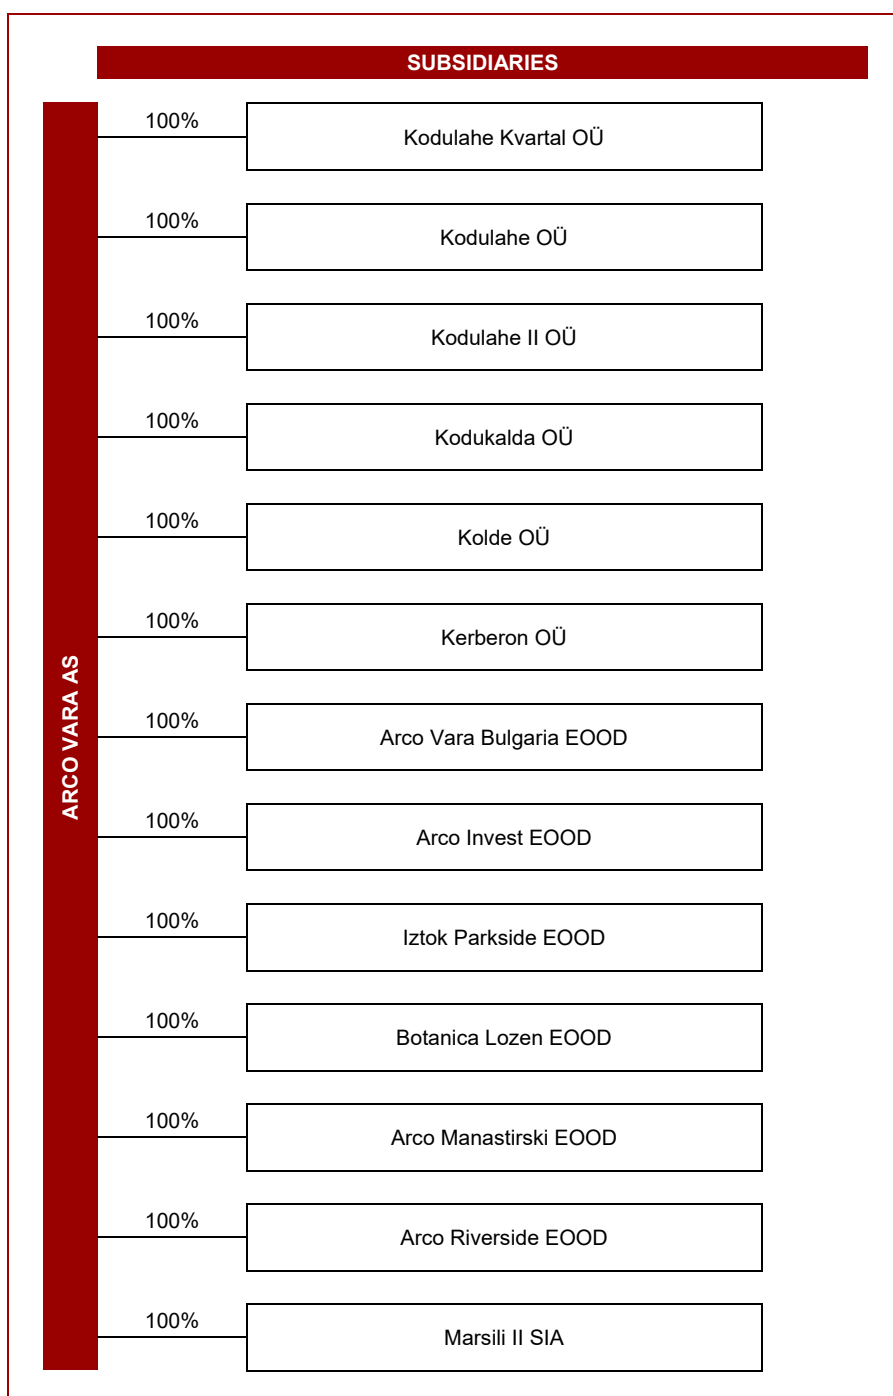 SUBSIDIARIES
ARCO VARA AS
100%
Kodulahe Kvartal OÜ
100%
Kodulahe OÜ
100%
Kodulahe II OÜ
100%
Kodukalda OÜ
100%
Kolde OÜ
100%
Kerberon OÜ
100%
Arco Vara Bulgaria EOOD
100%
Arco Invest EOOD
100%
Iztok Parkside EOOD
100%
Botanica Lozen EOOD
100%
Arco Manastirski EOOD
100%
Arco Riverside EOOD
100%
Marsili II SIA